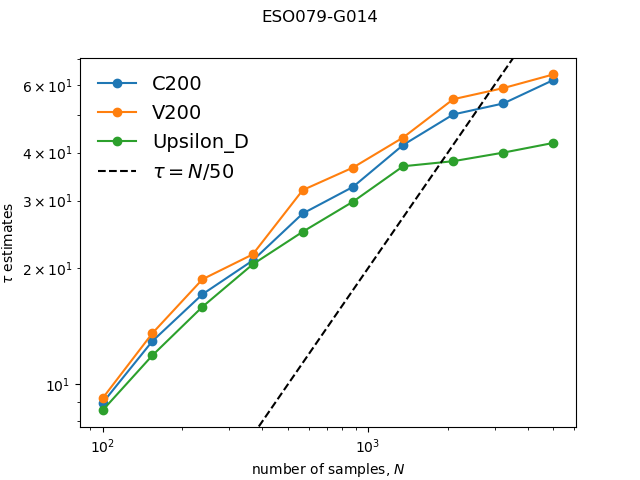 ESO079-G014
C200
V200
Upsilon_D
τ = N/50
6 × 10¹
4 × 10¹
3 × 10¹
2 × 10¹
10¹
τ estimates
10² 10³
number of samples, N